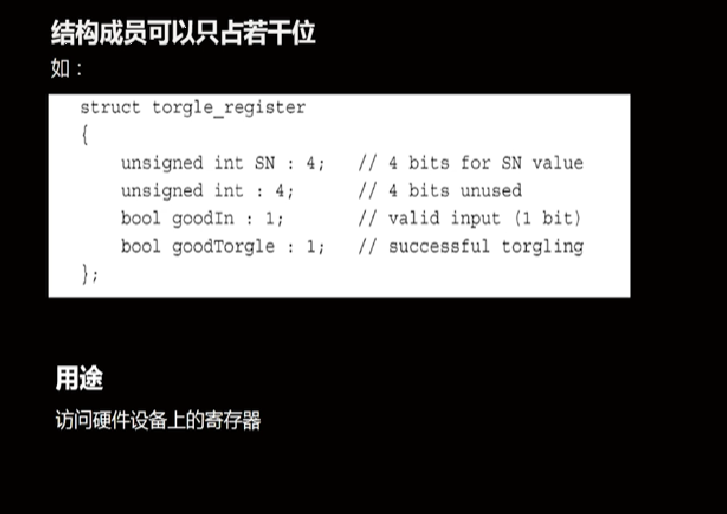 结构成员可以只占若干位
如：
struct torgle_register
{
unsigned int SN : 4;   // 4 bits for SN value
unsigned int : 4;      // 4 bits unused
bool goodIn : 1;       // valid input (1 bit)
bool goodTorgle : 1;   // successful torgling
};
用途
访问硬件设备上的寄存器